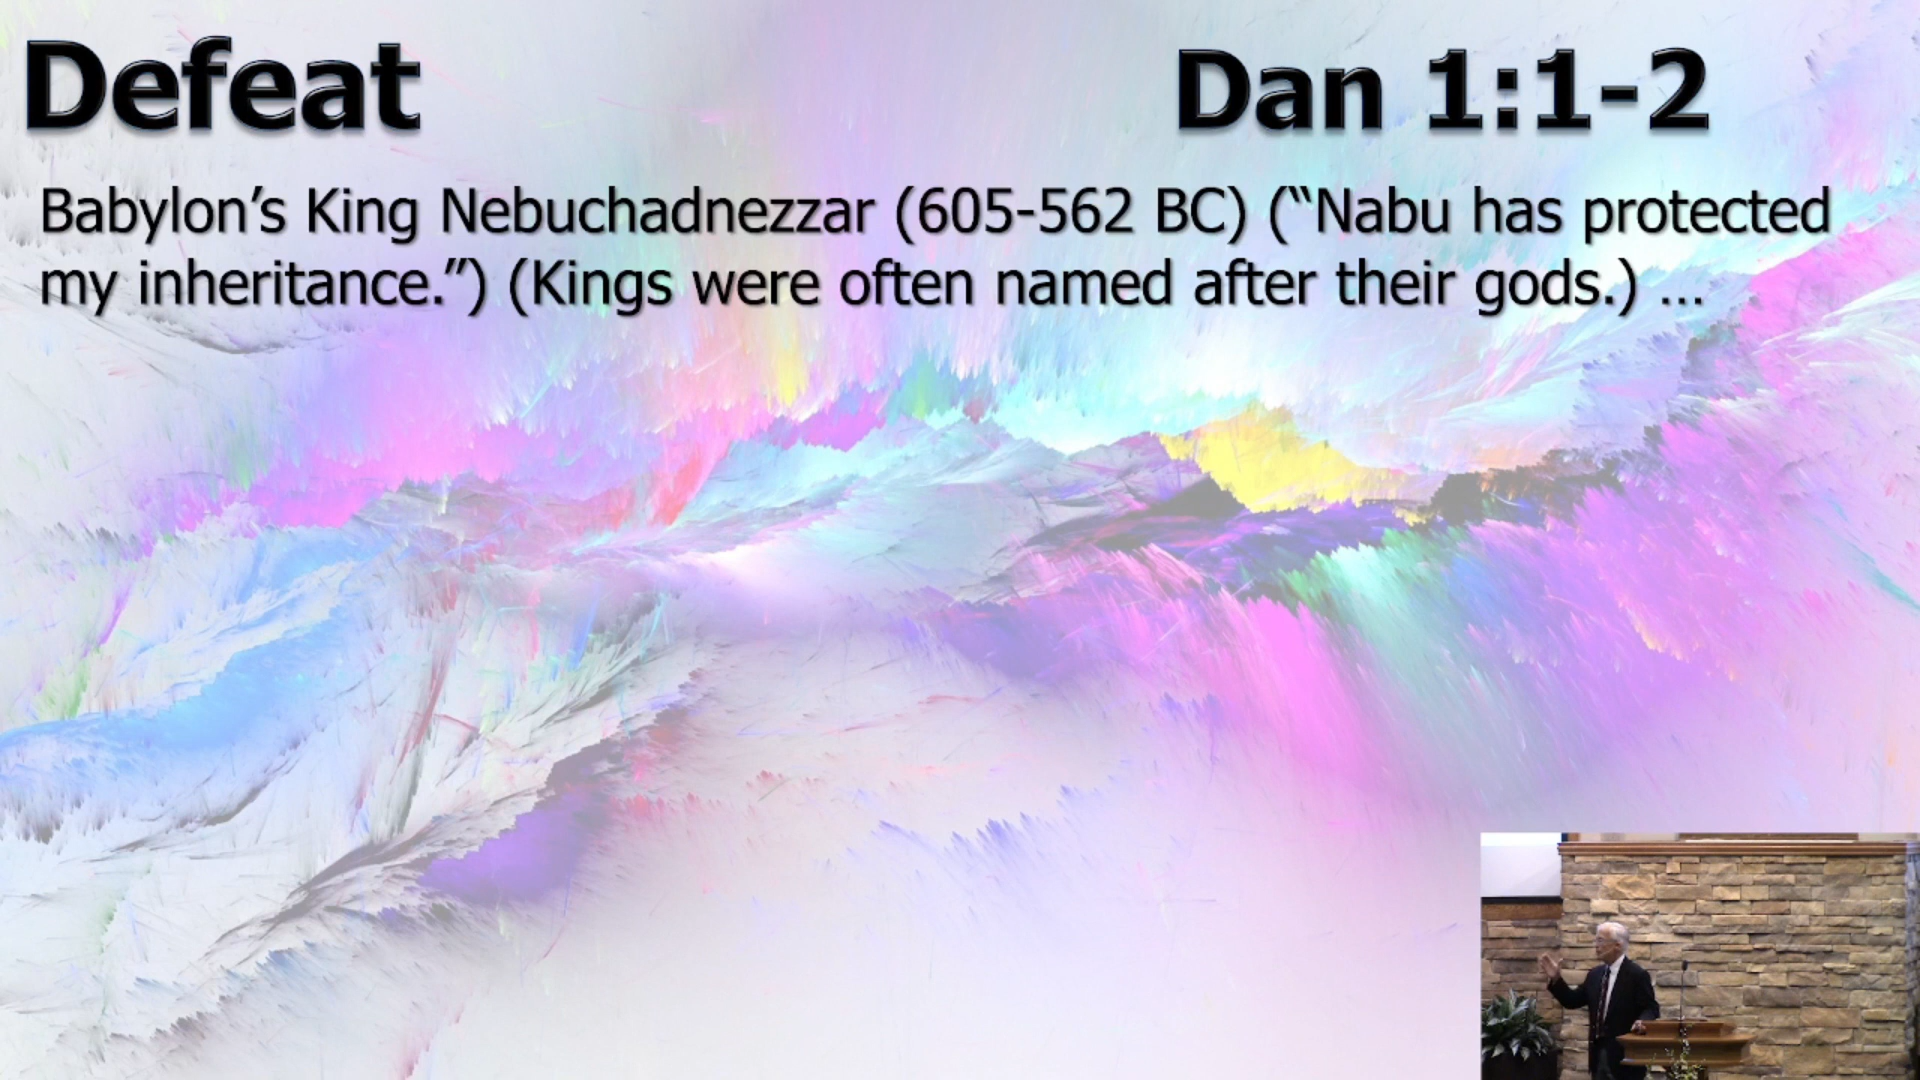 Defeat Dan 1:1-2
Babylon’s King Nebuchadnezzar (605-562 BC) (“Nabu has protected
my inheritance.”) (Kings were often named after their gods.) …